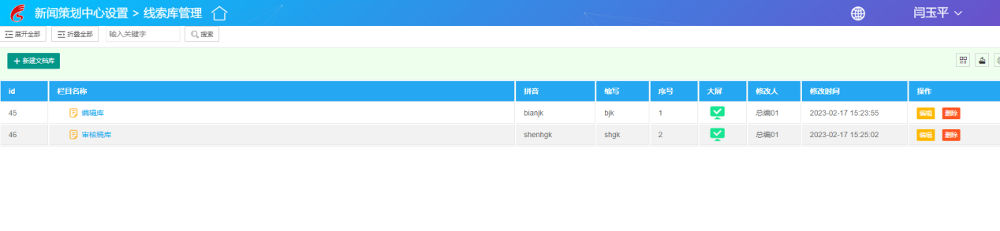 新闻策划中心设置 > 线索库管理 闫玉平
展开全部 折叠全部 输入关键字 搜索
+ 新建文档库
id 栏目名称 拼音 缩写 序号 大屏 修改人 修改时间 操作
45 编辑库 bianjk bjk 1 总编01 2023-02-17 15:23:55 编辑 删除
46 审核稿库 shenhgk shgk 2 总编01 2023-02-17 15:25:02 编辑 删除